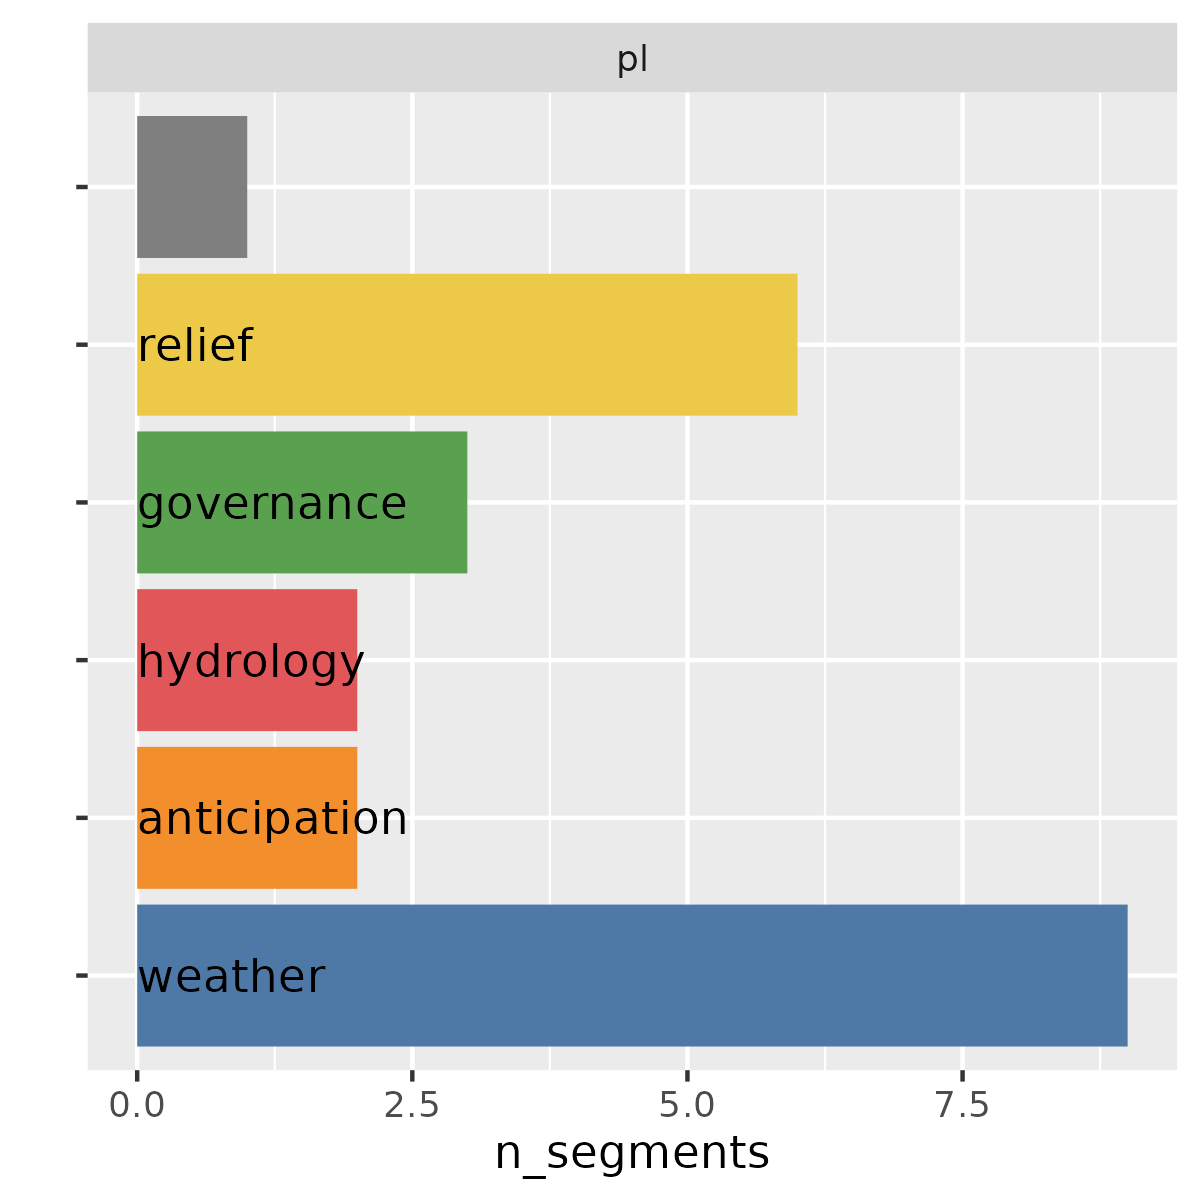 pl
relief
governance
hydrology
anticipation
weather
0.0 2.5 5.0 7.5
n_segments